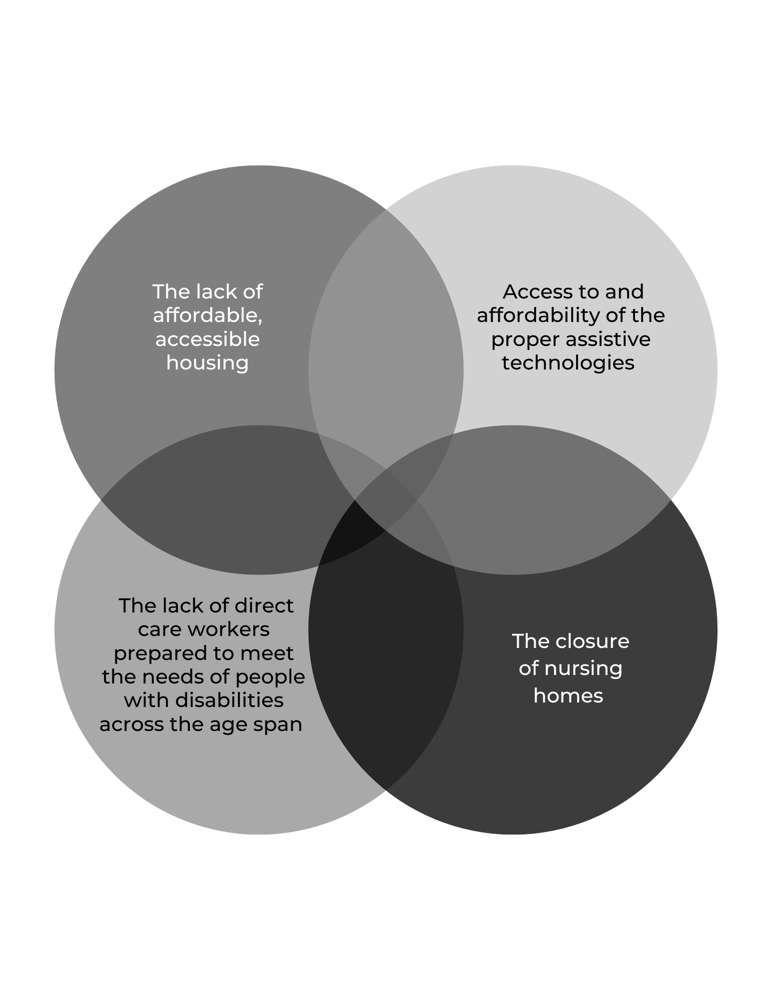 The lack of
affordable,
accessible
housing
Access to and
affordability of the
proper assistive
technologies
The lack of direct
care workers
prepared to meet
the needs of people
with disabilities
across the age span
The closure
of nursing
homes